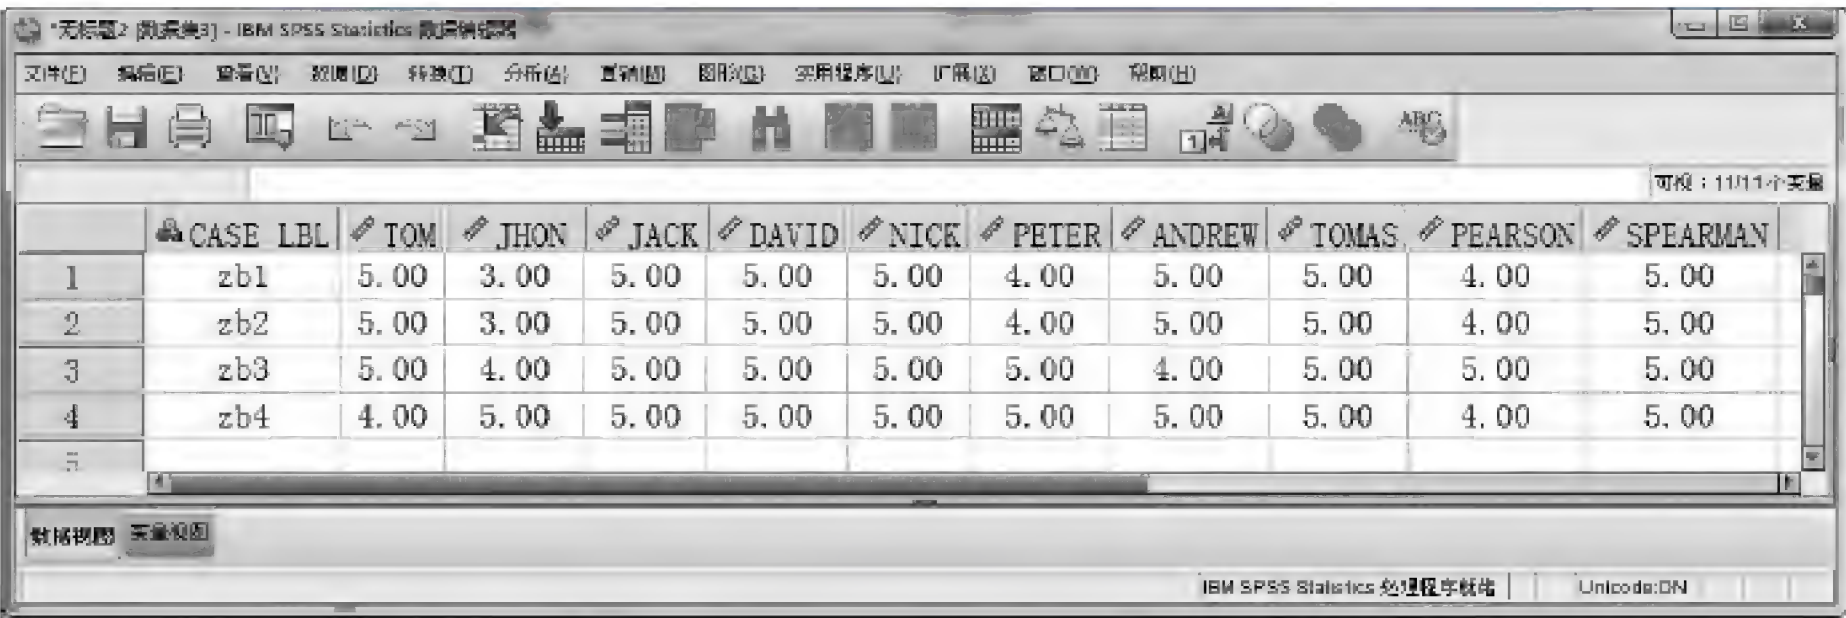 *无标题2 [数据集3] - IBM SPSS Statistics 数据编辑器
文件(F) 编辑(E) 查看(V) 数据(D) 转换(T) 分析(A) 直销(M) 图形(G) 实用程序(U) 扩展(X) 窗口(W) 帮助(H)
可视：11/11个变量
CASE_LBL TOM JHON JACK DAVID NICK PETER ANDREW TOMAS PEARSON SPEARMAN
1 zb1 5.00 3.00 5.00 5.00 5.00 4.00 5.00 5.00 4.00 5.00
2 zb2 5.00 3.00 5.00 5.00 5.00 4.00 5.00 5.00 4.00 5.00
3 zb3 5.00 4.00 5.00 5.00 5.00 5.00 4.00 5.00 5.00 5.00
4 zb4 4.00 5.00 5.00 5.00 5.00 5.00 5.00 5.00 4.00 5.00
5
数据视图 变量视图
IBM SPSS Statistics 处理程序就绪 Unicode:ON